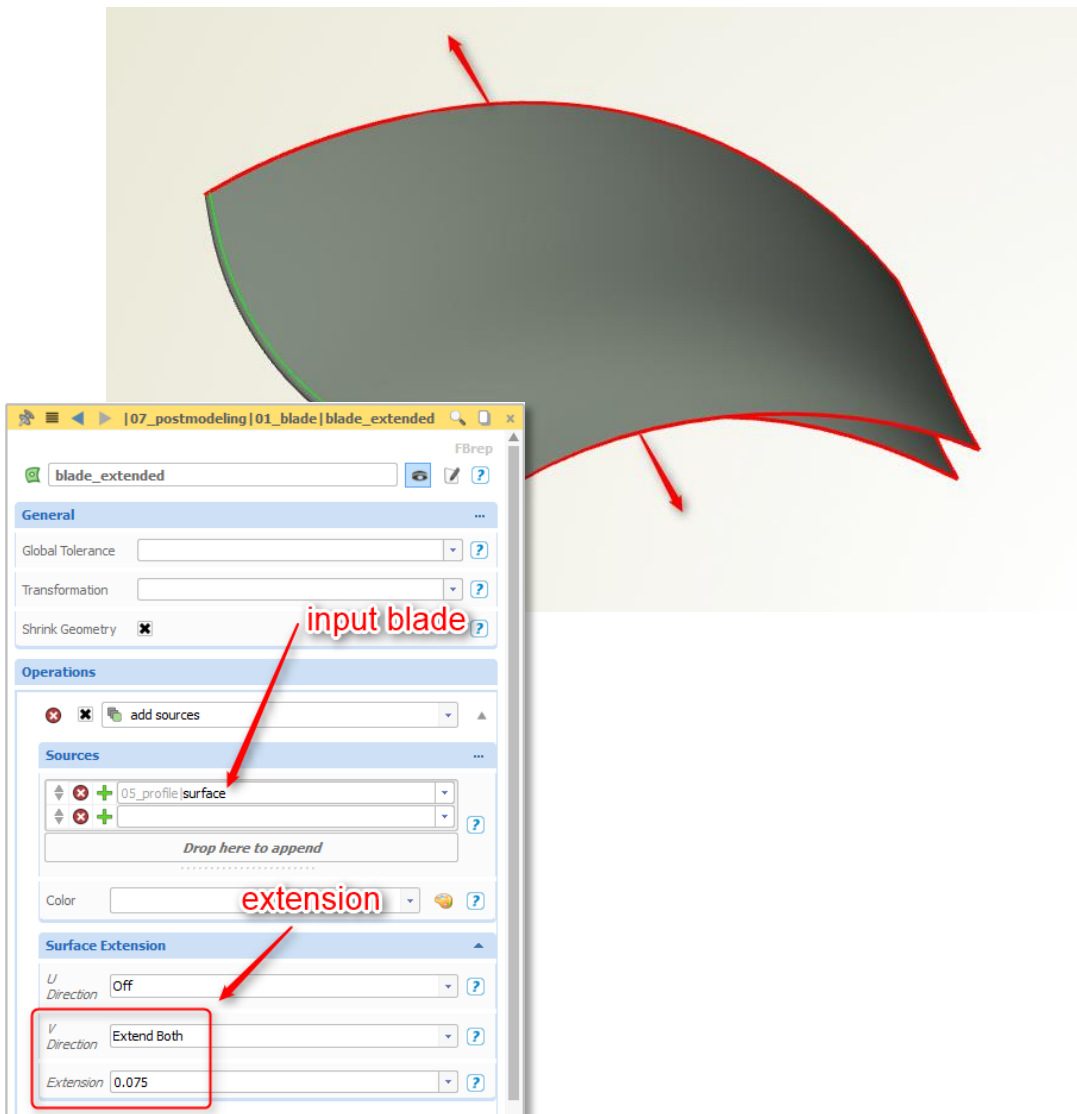 |07_postmodeling|01_blade|blade_extended
FBrep
blade_extended
General
Global Tolerance
Transformation
Shrink Geometry
input blade
Operations
add sources
Sources
05_profile|surface
Drop here to append
Color
extension
Surface Extension
U Direction Off
V Direction Extend Both
Extension 0.075